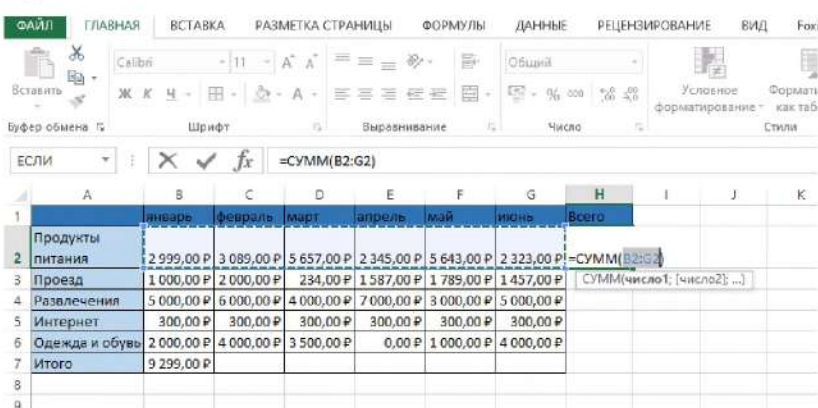 ФАЙЛ ГЛАВНАЯ ВСТАВКА РАЗМЕТКА СТРАНИЦЫ ФОРМУЛЫ ДАННЫЕ РЕЦЕНЗИРОВАНИЕ ВИД Foxi
Calibri 11 A A Общий
Вставить Ж К Ч A % 000 Условное Формати
форматирование как таб
Буфер обмена Шрифт Выравнивание Число Стили
ЕСЛИ fx =СУММ(B2:G2)
A B C D E F G H I J K
1 январь февраль март апрель май июнь Всего
Продукты
2 питания 2 999,00 ₽ 3 089,00 ₽ 5 657,00 ₽ 2 345,00 ₽ 5 643,00 ₽ 2 323,00 ₽ =СУММ(B2:G2)
3 Проезд 1 000,00 ₽ 2 000,00 ₽ 234,00 ₽ 1 587,00 ₽ 1 789,00 ₽ 1 457,00 ₽ СУММ(число1; [число2]; ...)
4 Развлечения 5 000,00 ₽ 6 000,00 ₽ 4 000,00 ₽ 7 000,00 ₽ 3 000,00 ₽ 5 000,00 ₽
5 Интернет 300,00 ₽ 300,00 ₽ 300,00 ₽ 300,00 ₽ 300,00 ₽ 300,00 ₽
6 Одежда и обувь 2 000,00 ₽ 4 000,00 ₽ 3 500,00 ₽ 0,00 ₽ 1 000,00 ₽ 4 000,00 ₽
7 Итого 9 299,00 ₽
8
9